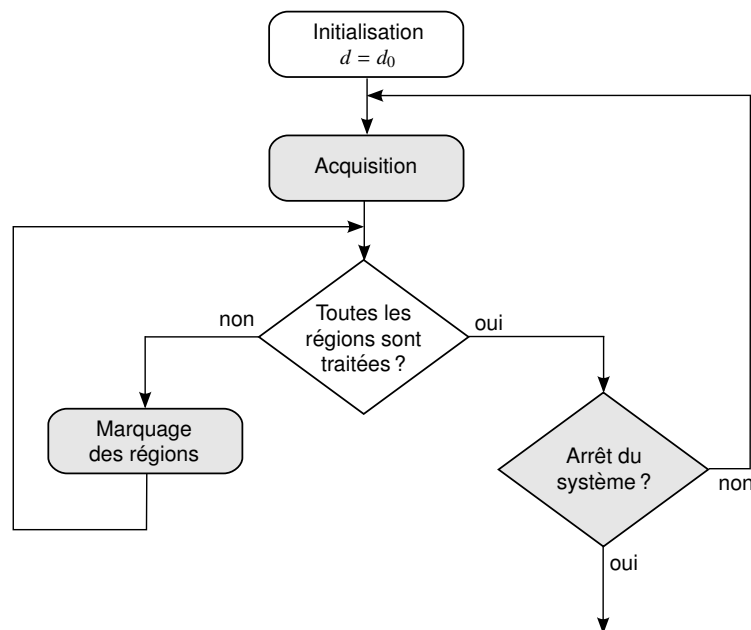 Initialisation
d = d₀
Acquisition
Toutes les
régions sont
traitées ?
non
oui
Marquage
des régions
Arrêt du
système ?
non
oui